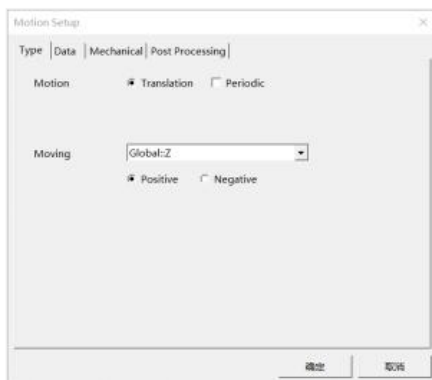 Motion Setup
Type Data Mechanical Post Processing
Motion Translation Periodic
Moving Global::Z
Positive Negative
确定 取消